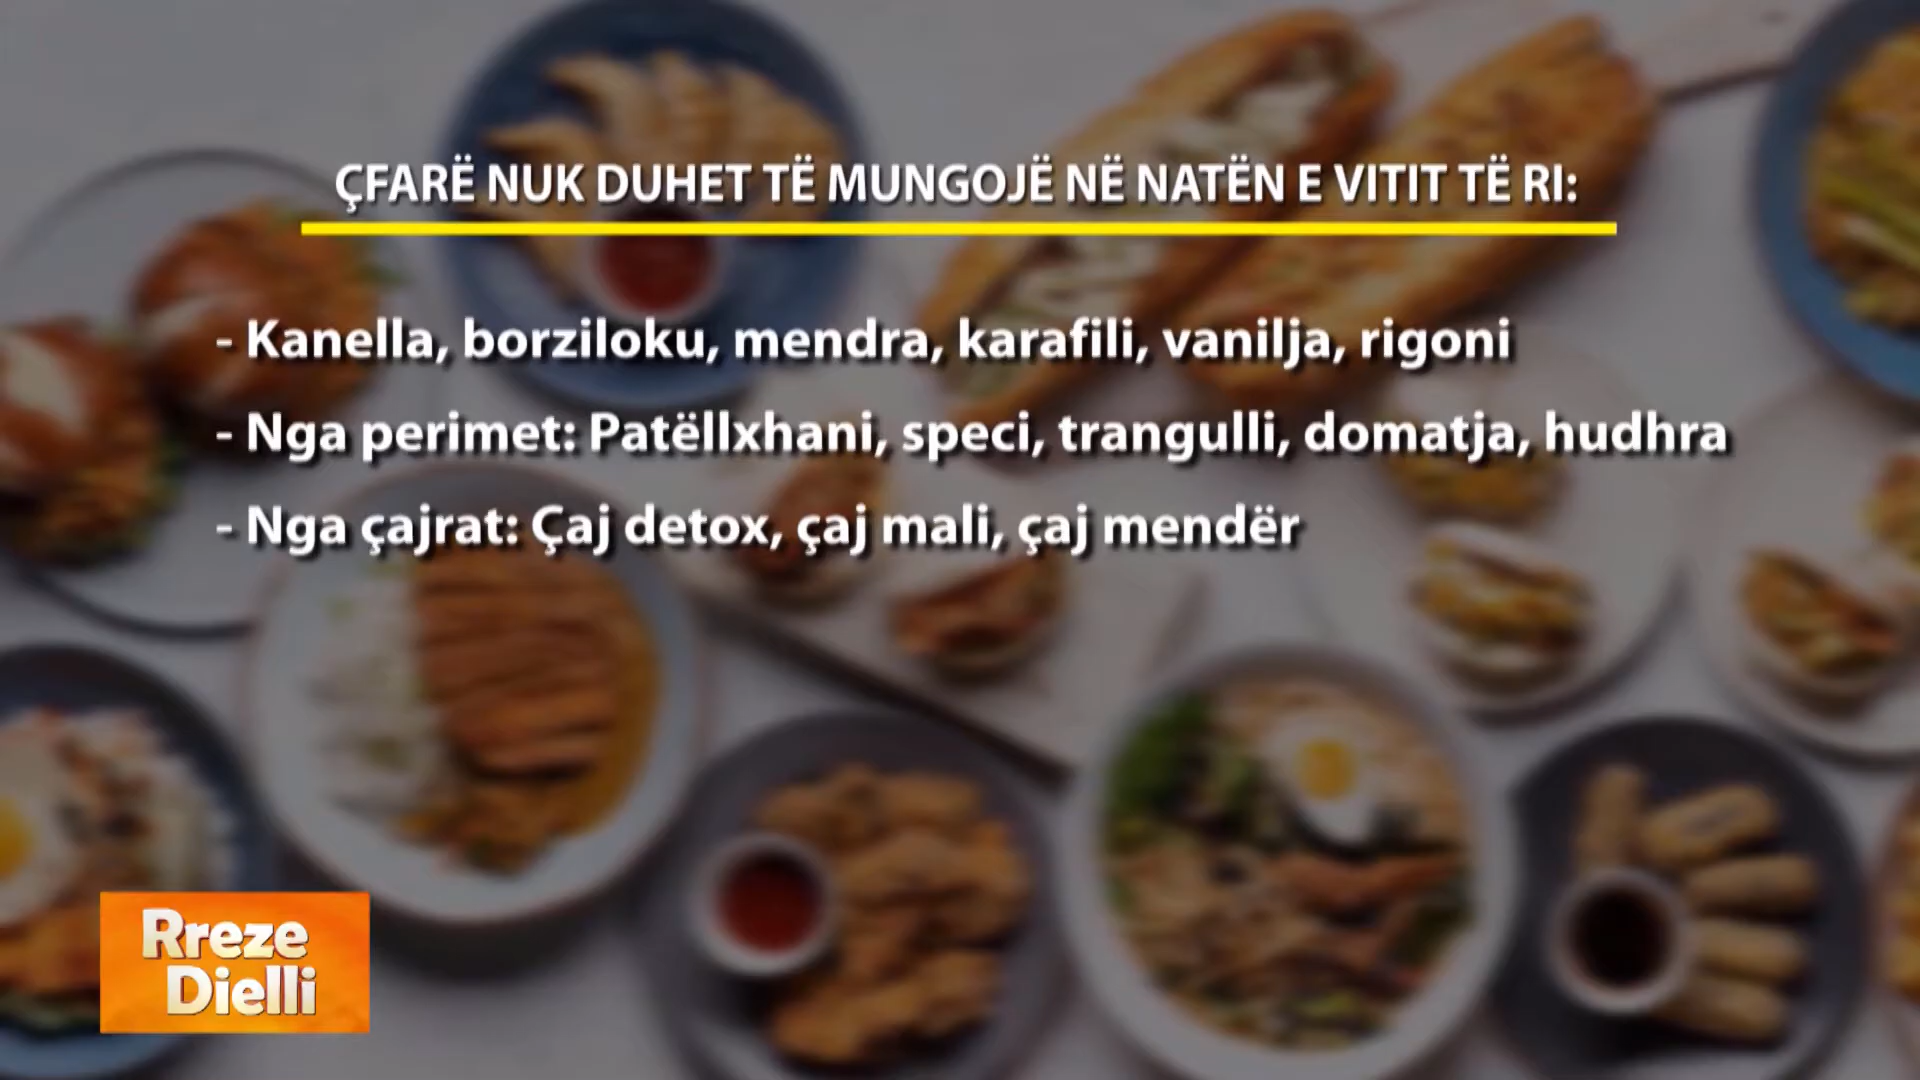 ÇFARË NUK DUHET TË MUNGOJË NË NATËN E VITIT TË RI:
- Kanella, borziloku, mendra, karafili, vanilja, rigoni
- Nga perimet: Patëllxhani, speci, trangulli, domatja, hudhra
- Nga çajrat: Çaj detox, çaj mali, çaj mendër
Rreze
Dielli